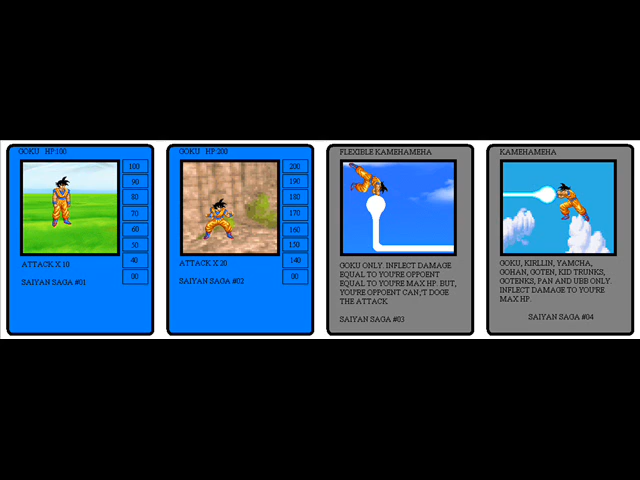 GOKU HP 100
100
90
80
70
60
50
40
00
ATTACK X 10
SAIYAN SAGA #01
GOKU HP 200
200
190
180
170
160
150
140
00
ATTACK X 20
SAIYAN SAGA #02
FLEXIBLE KAMEHAMEHA
GOKU ONLY. INFLECT DAMAGE
EQUAL TO YOU'RE OPPOENT
EQUAL TO YOU'RE MAX HP. BUT,
YOU'RE OPPOENT CAN;'T DOGE
THE ATTACK.
SAIYAN SAGA #03
KAMEHAMEHA
GOKU, KIRLLIN, YAMCHA,
GOHAN, GOTEN, KID TRUNKS,
GOTENKS, PAN AND UBB ONLY.
INFLECT DAMAGE TO YOU'RE
MAX HP.
SAIYAN SAGA #04